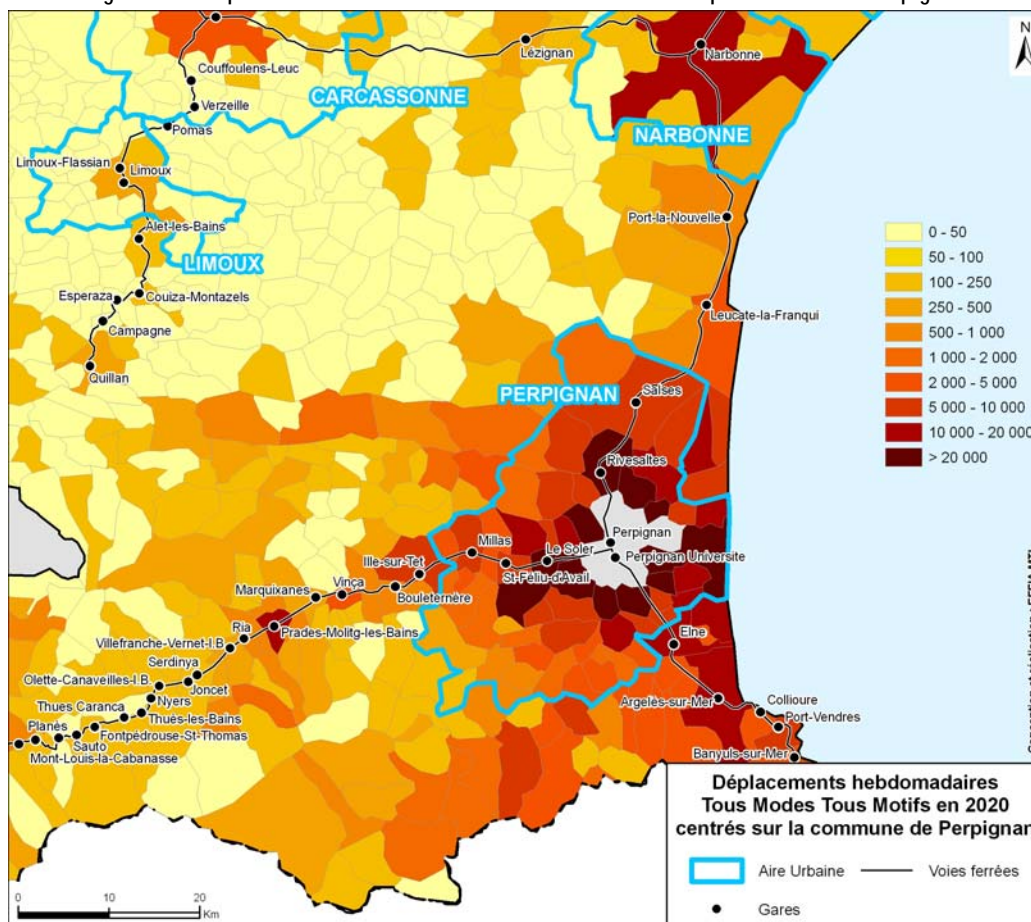 N
Couffoulens-Leuc
Lézignan
Narbonne
CARCASSONNE
Verzeille
Pomas
NARBONNE
Limoux-Flassian
Limoux
Port-la-Nouvelle
Alet-les-Bains
LIMOUX
Esperaza
Couiza-Montazels
Campagne
Leucate-la-Franqui
Quillan
PERPIGNAN
Salses
Rivesaltes
Perpignan
Perpignan Universite
Millas
Le Soler
St-Féliu-d'Avail
Ille-sur-Tet
Bouleternère
Vinça
Marquixanes
Prades-Molitg-les-Bains
Ria
Villefranche-Vernet-I.B
Serdinya
Joncet
Olette-Canaveilles-I.B.
Nyers
Thues Caranca
Thués-les-Bains
Planès
Fontpédrouse-St-Thomas
Sauto
Mont-Louis-la-Cabanasse
Elne
Argelès-sur-Mer
Collioure
Port-Vendres
Banyuls-sur-Mer
0 - 50
50 - 100
100 - 250
250 - 500
500 - 1 000
1 000 - 2 000
2 000 - 5 000
5 000 - 10 000
10 000 - 20 000
> 20 000
Déplacements hebdomadaires
Tous Modes Tous Motifs en 2020
centrés sur la commune de Perpignan
Aire Urbaine
Voies ferrées
Gares
0 10 20
Km